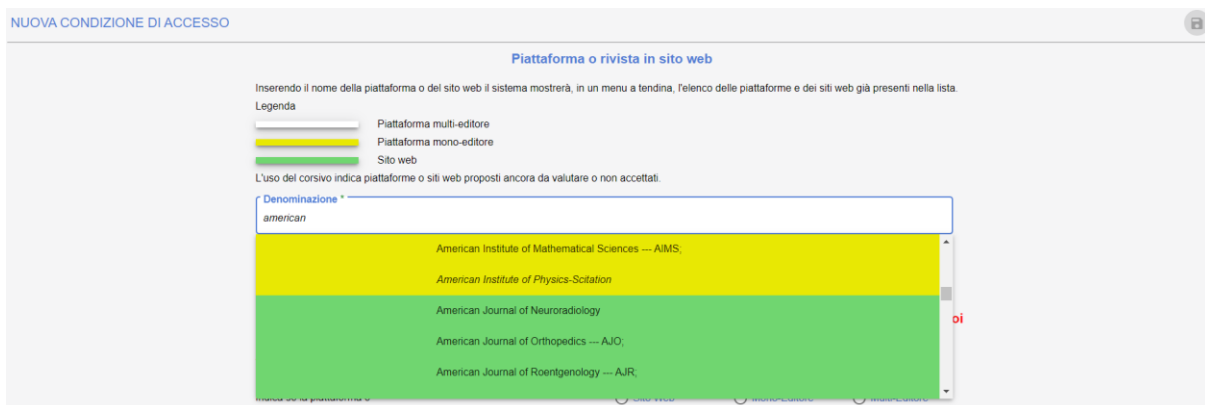 NUOVA CONDIZIONE DI ACCESSO
Piattaforma o rivista in sito web
Inserendo il nome della piattaforma o del sito web il sistema mostrerà, in un menu a tendina, l'elenco delle piattaforme e dei siti web già presenti nella lista.
Legenda
Piattaforma multi-editore
Piattaforma mono-editore
Sito web
L'uso del corsivo indica piattaforme o siti web proposti ancora da valutare o non accettati.
Denominazione *
american
American Institute of Mathematical Sciences --- AIMS;
American Institute of Physics-Scitation
American Journal of Neuroradiology
oi
American Journal of Orthopedics --- AJO;
American Journal of Roentgenology --- AJR;